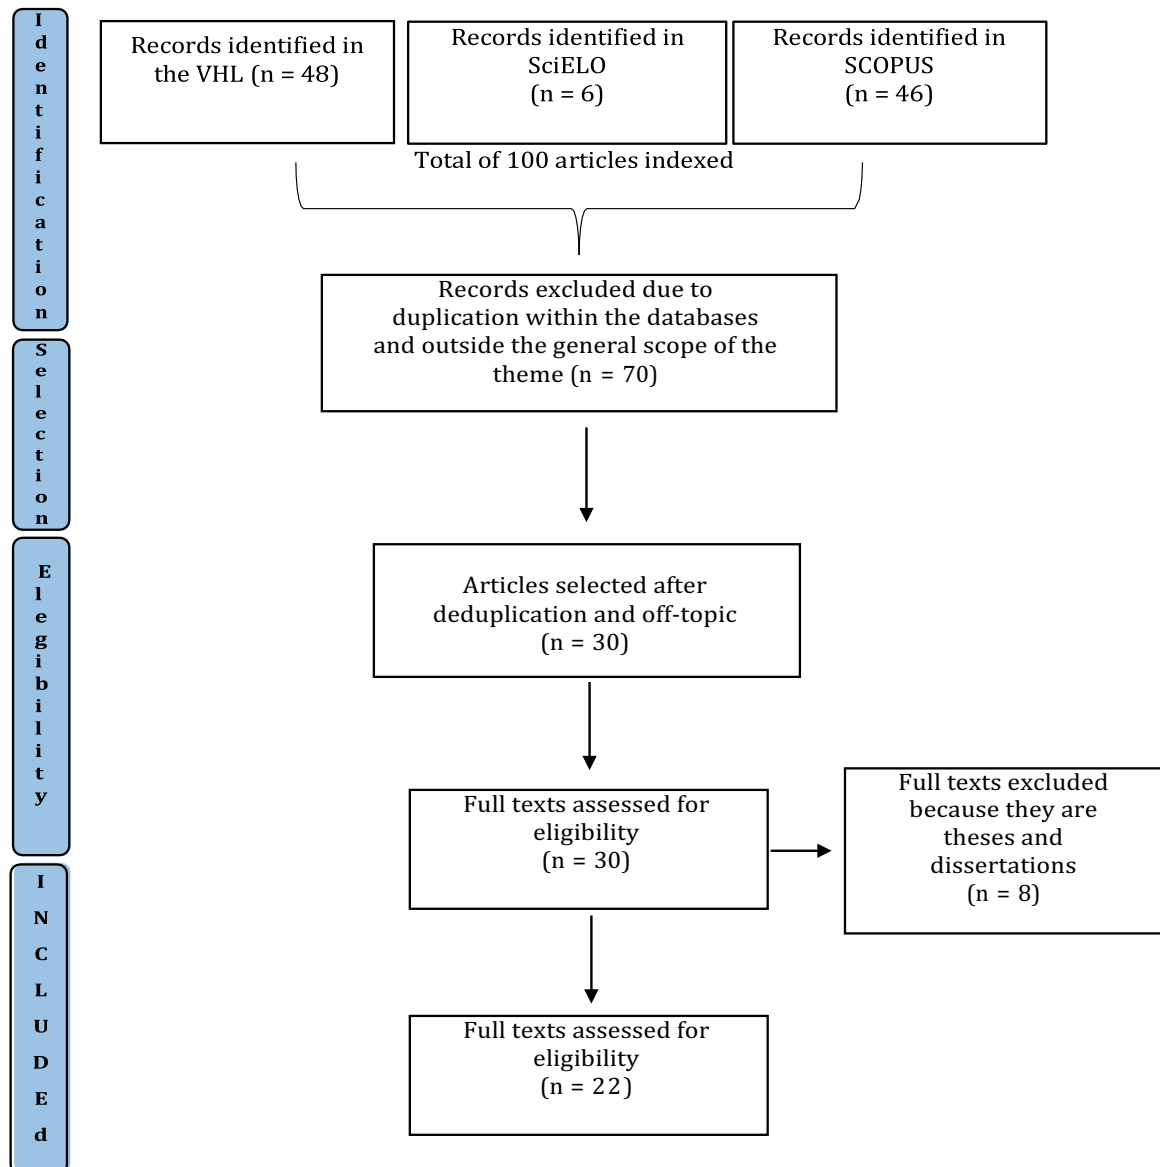 Identification
Records identified in
the VHL (n = 48)
Records identified in
SciELO
(n = 6)
Records identified in
SCOPUS
(n = 46)
Total of 100 articles indexed
Records excluded due to
duplication within the databases
and outside the general scope of the
theme (n = 70)
Selection
Articles selected after
deduplication and off-topic
(n = 30)
Elegibility
Full texts assessed for
eligibility
(n = 30)
Full texts excluded
because they are
theses and
dissertations
(n = 8)
INCLUDEd
Full texts assessed for
eligibility
(n = 22)